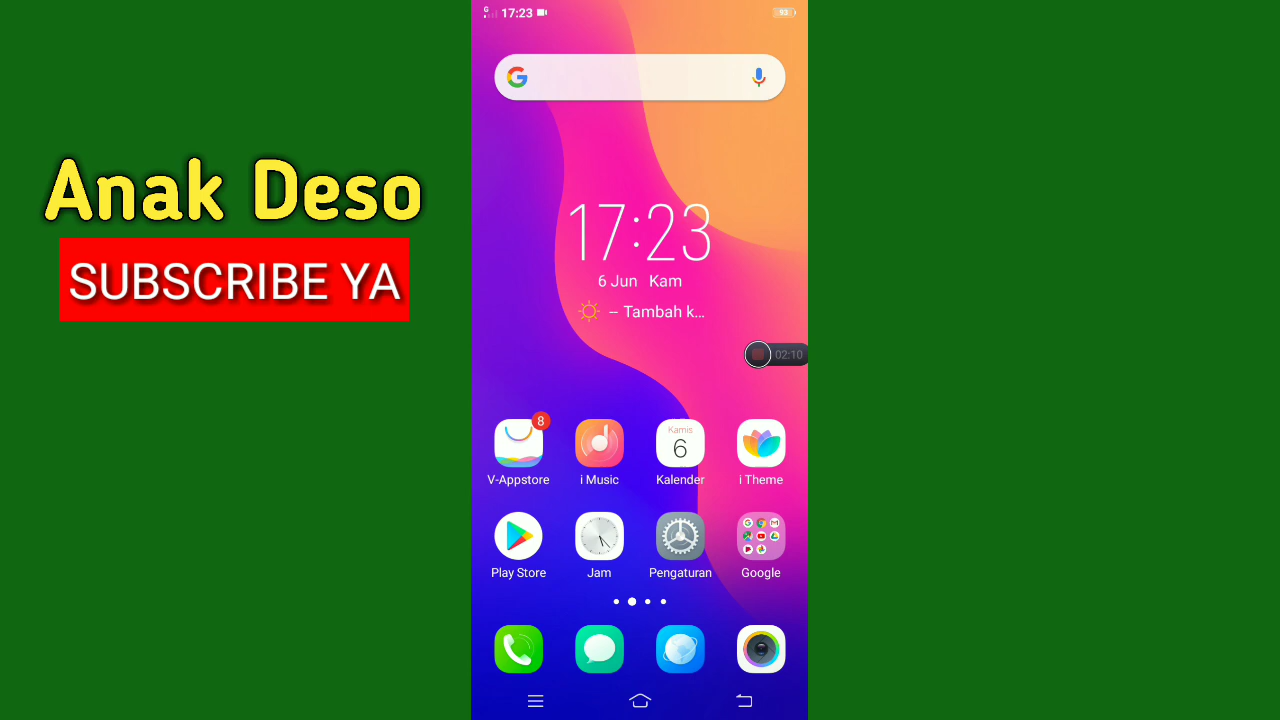 G 17:23 93
Anak Deso
SUBSCRIBE YA
17:23
6 Jun Kam
– Tambah k...
02:10
8
Kamis
6
V-Appstore i Music Kalender i Theme
Play Store Jam Pengaturan Google